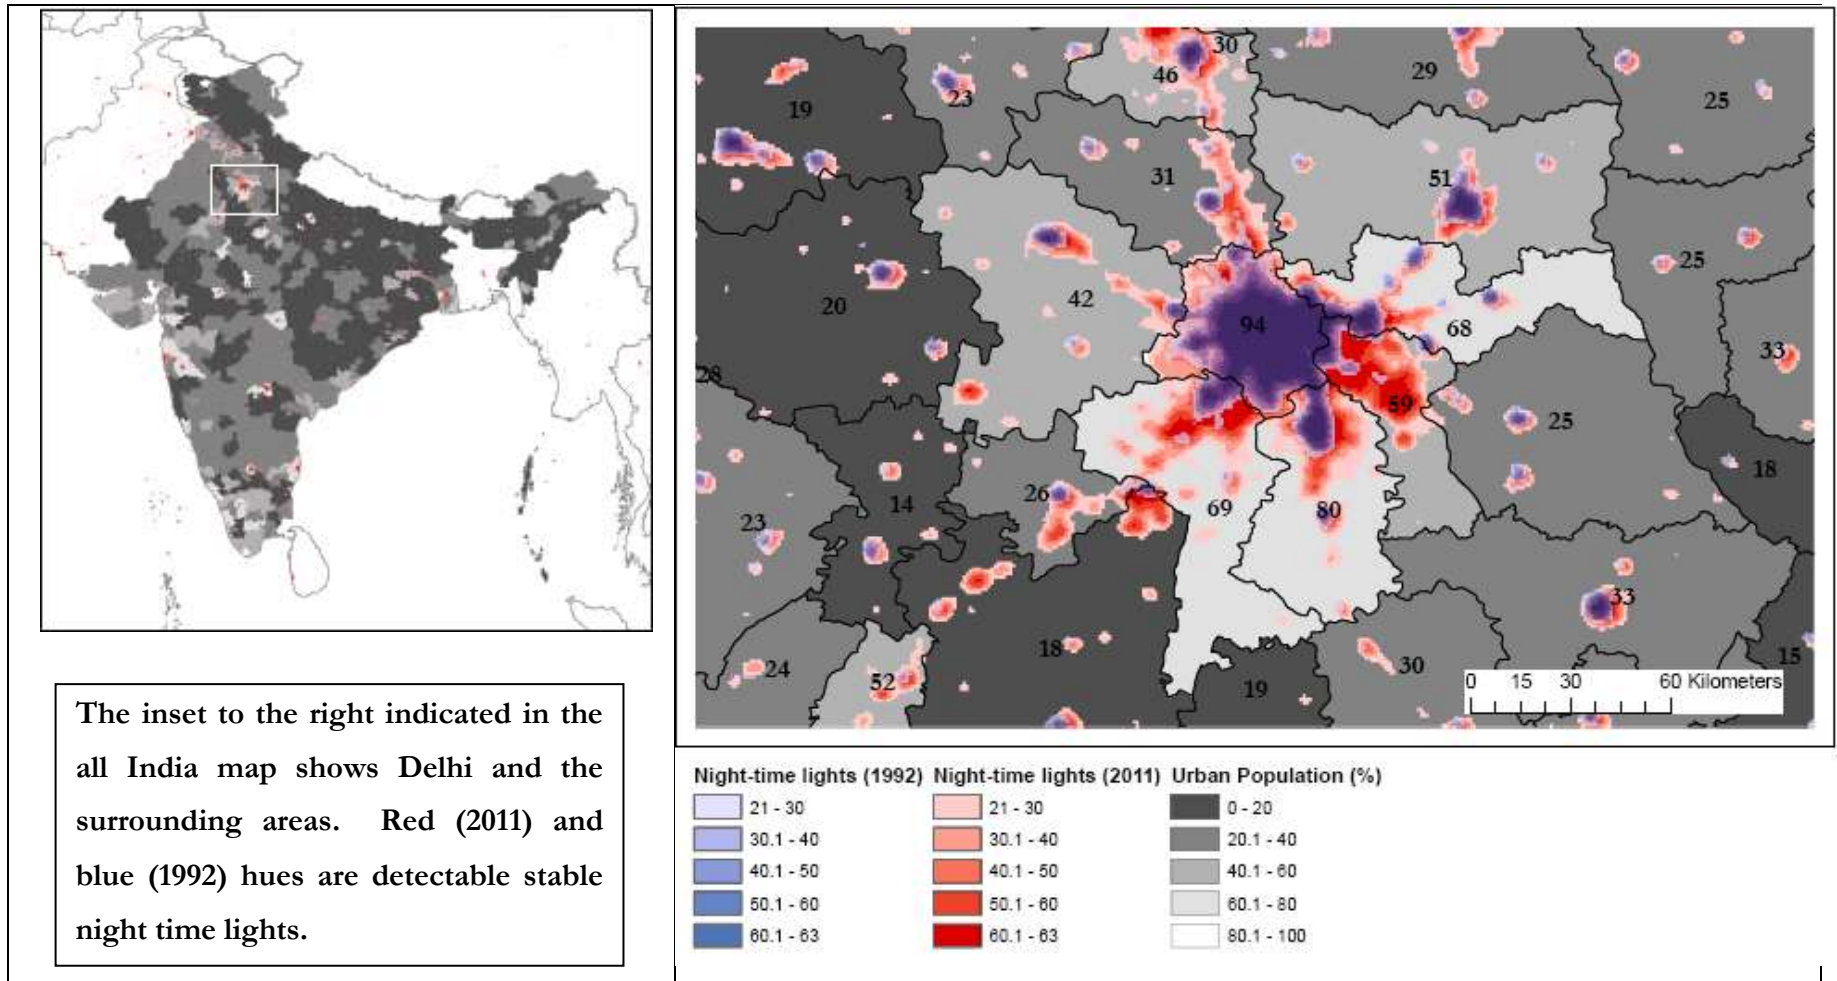 The inset to the right indicated in the
all India map shows Delhi and the
surrounding areas. Red (2011) and
blue (1992) hues are detectable stable
night time lights.
30
46
29
23
19
25
31
51
25
20
42
94
68
33
28
59
25
18
26
14
69
80
23
33
18
30
15
24
52
19
0 15 30 60 Kilometers
Night-time lights (1992) Night-time lights (2011) Urban Population (%)
21 - 30 21 - 30 0 - 20
30.1 - 40 30.1 - 40 20.1 - 40
40.1 - 50 40.1 - 50 40.1 - 60
50.1 - 60 50.1 - 60 60.1 - 80
60.1 - 63 60.1 - 63 80.1 - 100